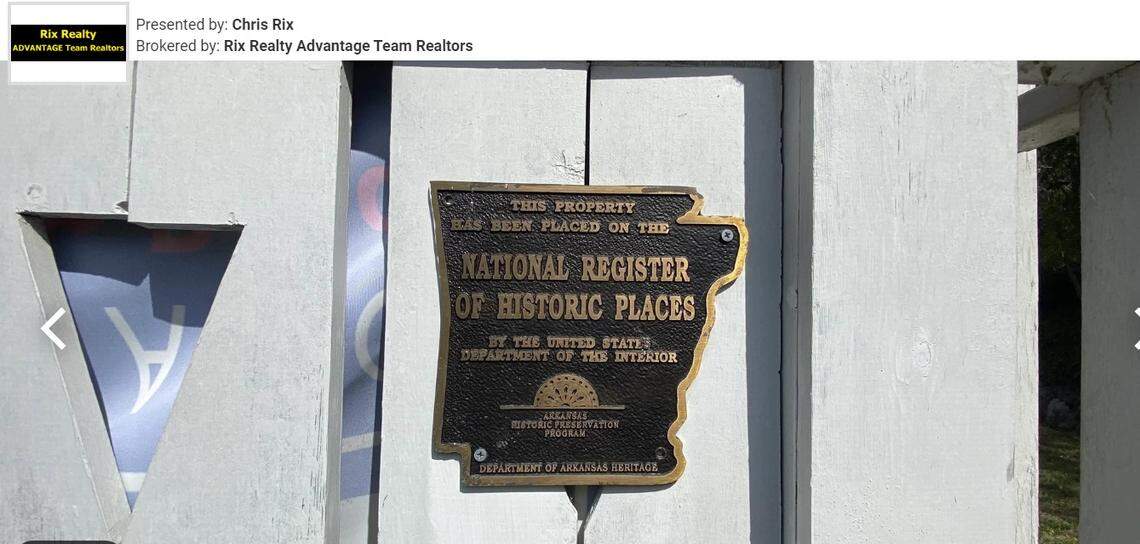 Rix Realty
ADVANTAGE Team Realtors
Presented by: Chris Rix
Brokered by: Rix Realty Advantage Team Realtors
THIS PROPERTY
HAS BEEN PLACED ON THE
NATIONAL REGISTER
OF HISTORIC PLACES
BY THE UNITED STATES
DEPARTMENT OF THE INTERIOR
ARKANSAS
HISTORIC PRESERVATION
PROGRAM
DEPARTMENT OF ARKANSAS HERITAGE